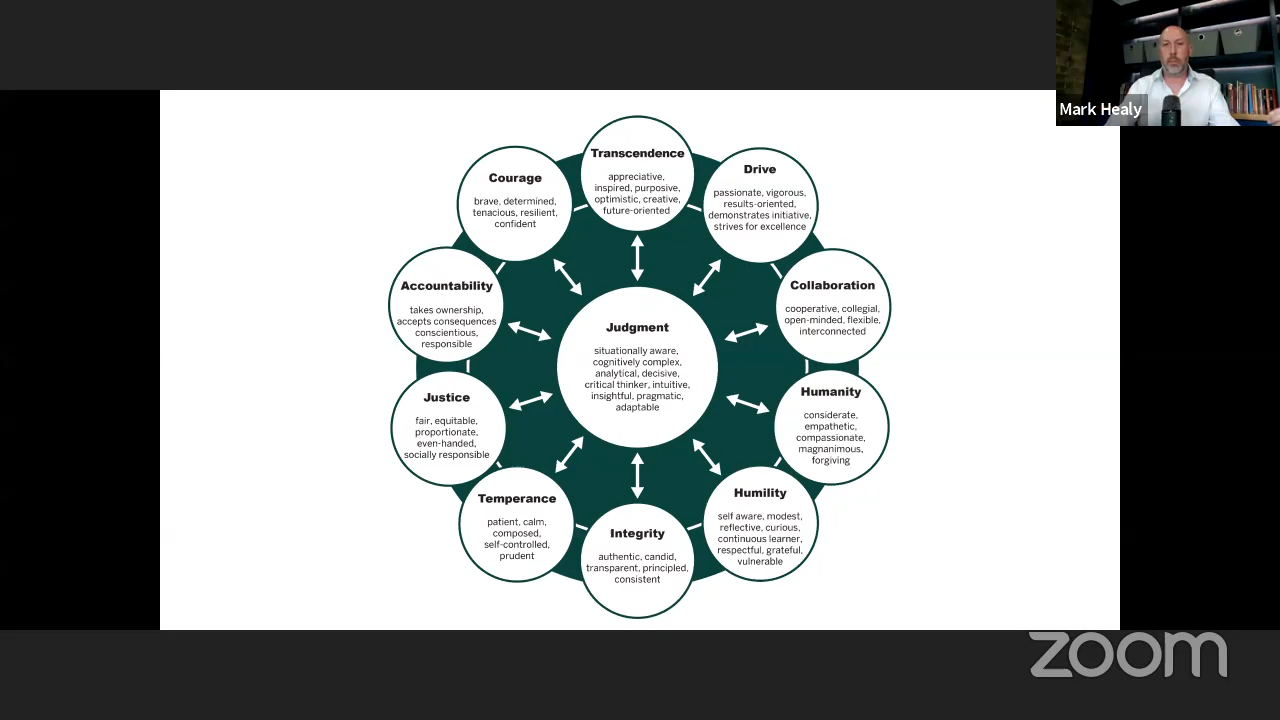 Mark Healy
Transcendence
appreciative,
inspired, purposive,
optimistic, creative,
future-oriented
Drive
passionate, vigorous,
results-oriented,
demonstrates initiative,
strives for excellence
Collaboration
cooperative, collegial,
open-minded, flexible,
interconnected
Humanity
considerate,
empathetic,
compassionate,
magnanimous,
forgiving
Humility
self aware, modest,
reflective, curious,
continuous learner,
respectful, grateful,
vulnerable
Integrity
authentic, candid,
transparent, principled,
consistent
Temperance
patient, calm,
composed,
self-controlled,
prudent
Justice
fair, equitable,
proportionate,
even-handed,
socially responsible
Accountability
takes ownership,
accepts consequences
conscientious,
responsible
Courage
brave, determined,
tenacious, resilient,
confident
Judgment
situationally aware,
cognitively complex,
analytical, decisive,
critical thinker, intuitive,
insightful, pragmatic,
adaptable
zoom